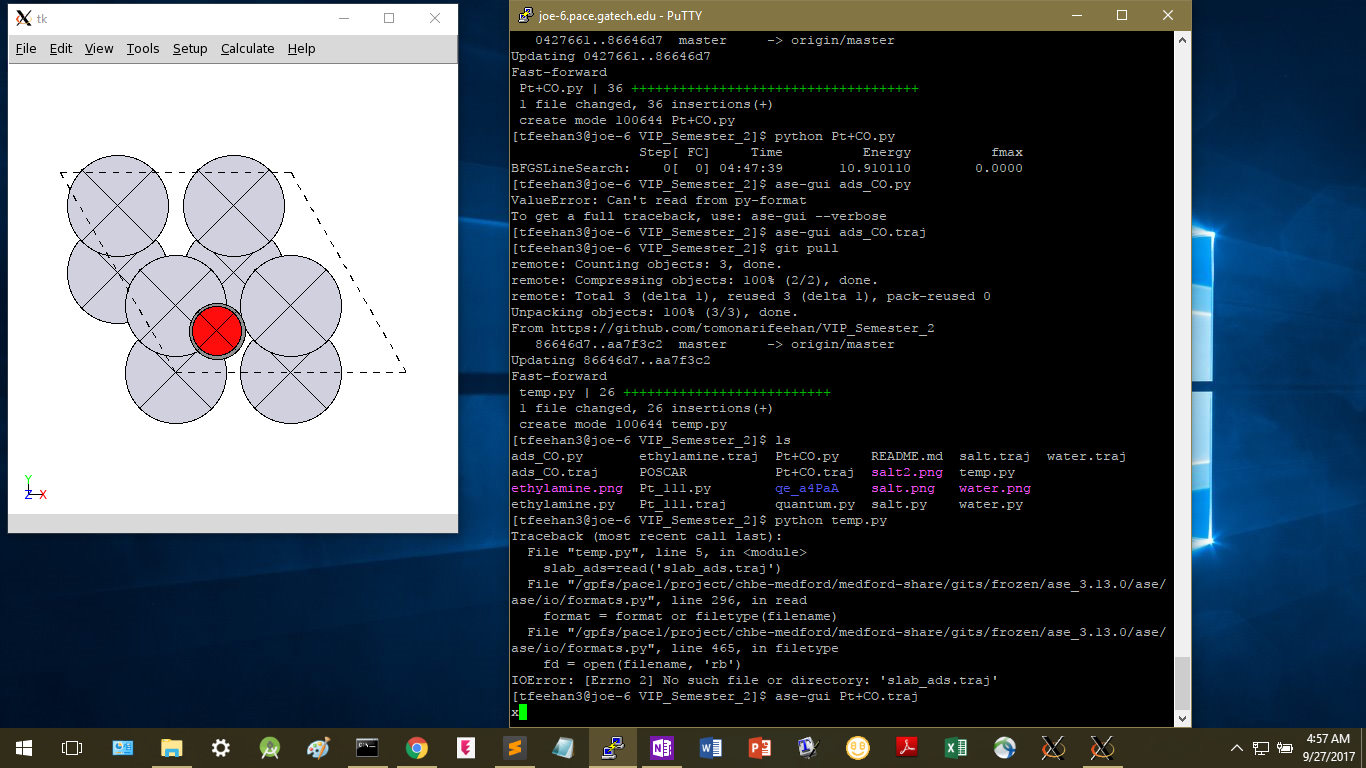 tk
File Edit View Tools Setup Calculate Help
Y
Z X
joe-6.pace.gatech.edu - PuTTY
0427661..86646d7  master     -> origin/master
Updating 0427661..86646d7
Fast-forward
 Pt+CO.py | 36 ++++++++++++++++++++++++++++++++++++
 1 file changed, 36 insertions(+)
 create mode 100644 Pt+CO.py
[tfeehan3@joe-6 VIP_Semester_2]$ python Pt+CO.py
                Step[ FC]     Time          Energy          fmax
BFGSLineSearch:    0[  0] 04:47:39       10.910110        0.0000
[tfeehan3@joe-6 VIP_Semester_2]$ ase-gui ads_CO.py
ValueError: Can't read from py-format
To get a full traceback, use: ase-gui --verbose
[tfeehan3@joe-6 VIP_Semester_2]$ ase-gui ads_CO.traj
[tfeehan3@joe-6 VIP_Semester_2]$ git pull
remote: Counting objects: 3, done.
remote: Compressing objects: 100% (2/2), done.
remote: Total 3 (delta 1), reused 3 (delta 1), pack-reused 0
Unpacking objects: 100% (3/3), done.
From https://github.com/tomonarifeehan/VIP_Semester_2
   86646d7..aa7f3c2  master     -> origin/master
Updating 86646d7..aa7f3c2
Fast-forward
 temp.py | 26 ++++++++++++++++++++++++++
 1 file changed, 26 insertions(+)
 create mode 100644 temp.py
[tfeehan3@joe-6 VIP_Semester_2]$ ls
ads_CO.py       ethylamine.traj  Pt+CO.py    README.md  salt.traj  water.traj
ads_CO.traj     POSCAR           Pt+CO.traj  salt2.png  temp.py
ethylamine.png  Pt_111.py        qe_a4PaA    salt.png   water.png
ethylamine.py   Pt_111.traj      quantum.py  salt.py    water.py
[tfeehan3@joe-6 VIP_Semester_2]$ python temp.py
Traceback (most recent call last):
  File "temp.py", line 5, in <module>
    slab_ads=read('slab_ads.traj')
  File "/gpfs/pace1/project/chbe-medford/medford-share/gits/frozen/ase_3.13.0/ase/
ase/io/formats.py", line 296, in read
    format = format or filetype(filename)
  File "/gpfs/pace1/project/chbe-medford/medford-share/gits/frozen/ase_3.13.0/ase/
ase/io/formats.py", line 465, in filetype
    fd = open(filename, 'rb')
IOError: [Errno 2] No such file or directory: 'slab_ads.traj'
[tfeehan3@joe-6 VIP_Semester_2]$ ase-gui Pt+CO.traj
x
4:57 AM
9/27/2017